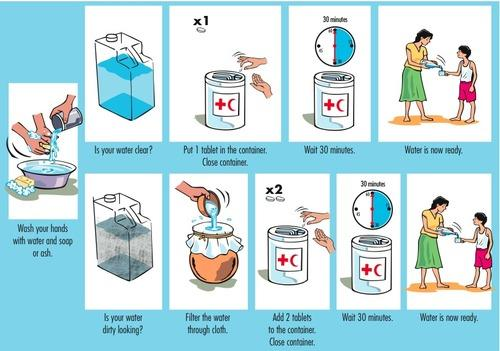 Wash your hands
with water and soap
or ash.
Is your water clear?
x1
Put 1 tablet in the container.
Close container.
30 minutes
Wait 30 minutes.
Water is now ready.
Is your water
dirty looking?
Filter the water
through cloth.
x2
Add 2 tablets
to the container.
Close container.
30 minutes
Wait 30 minutes.
Water is now ready.